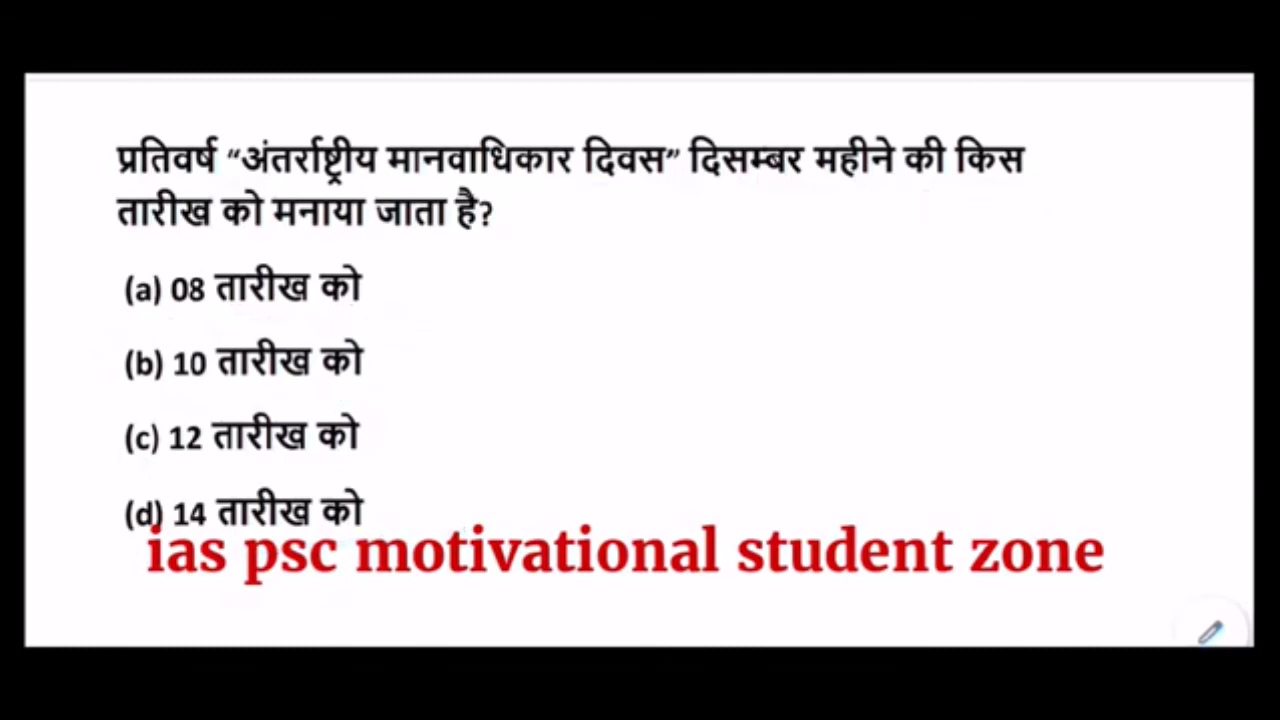 प्रतिवर्ष “अंतर्राष्ट्रीय मानवाधिकार दिवस” दिसम्बर महीने की किस
तारीख को मनाया जाता है?
(a) 08 तारीख को
(b) 10 तारीख को
(c) 12 तारीख को
(d) 14 तारीख को
ias psc motivational student zone